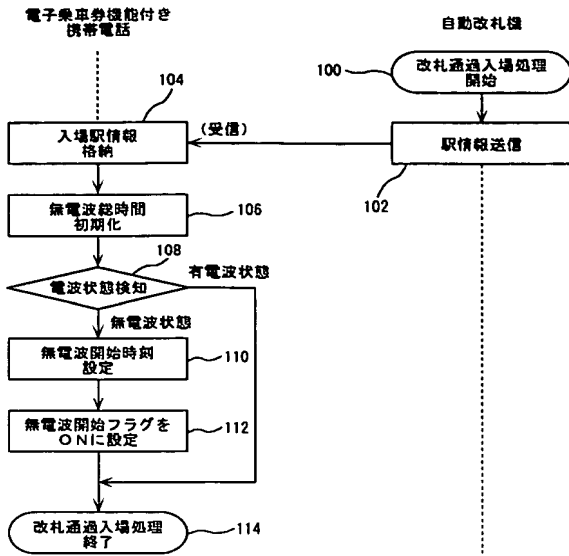 電子乗車券機能付き
携帯電話
自動改札機
100
改札通過入場処理
開始
104
入場駅情報
格納
(受信)
駅情報送信
102
無電波総時間
初期化
106
108
電波状態検知
有電波状態
無電波状態
無電波開始時刻
設定
110
無電波開始フラグを
ONに設定
112
改札通過入場処理
終了
114